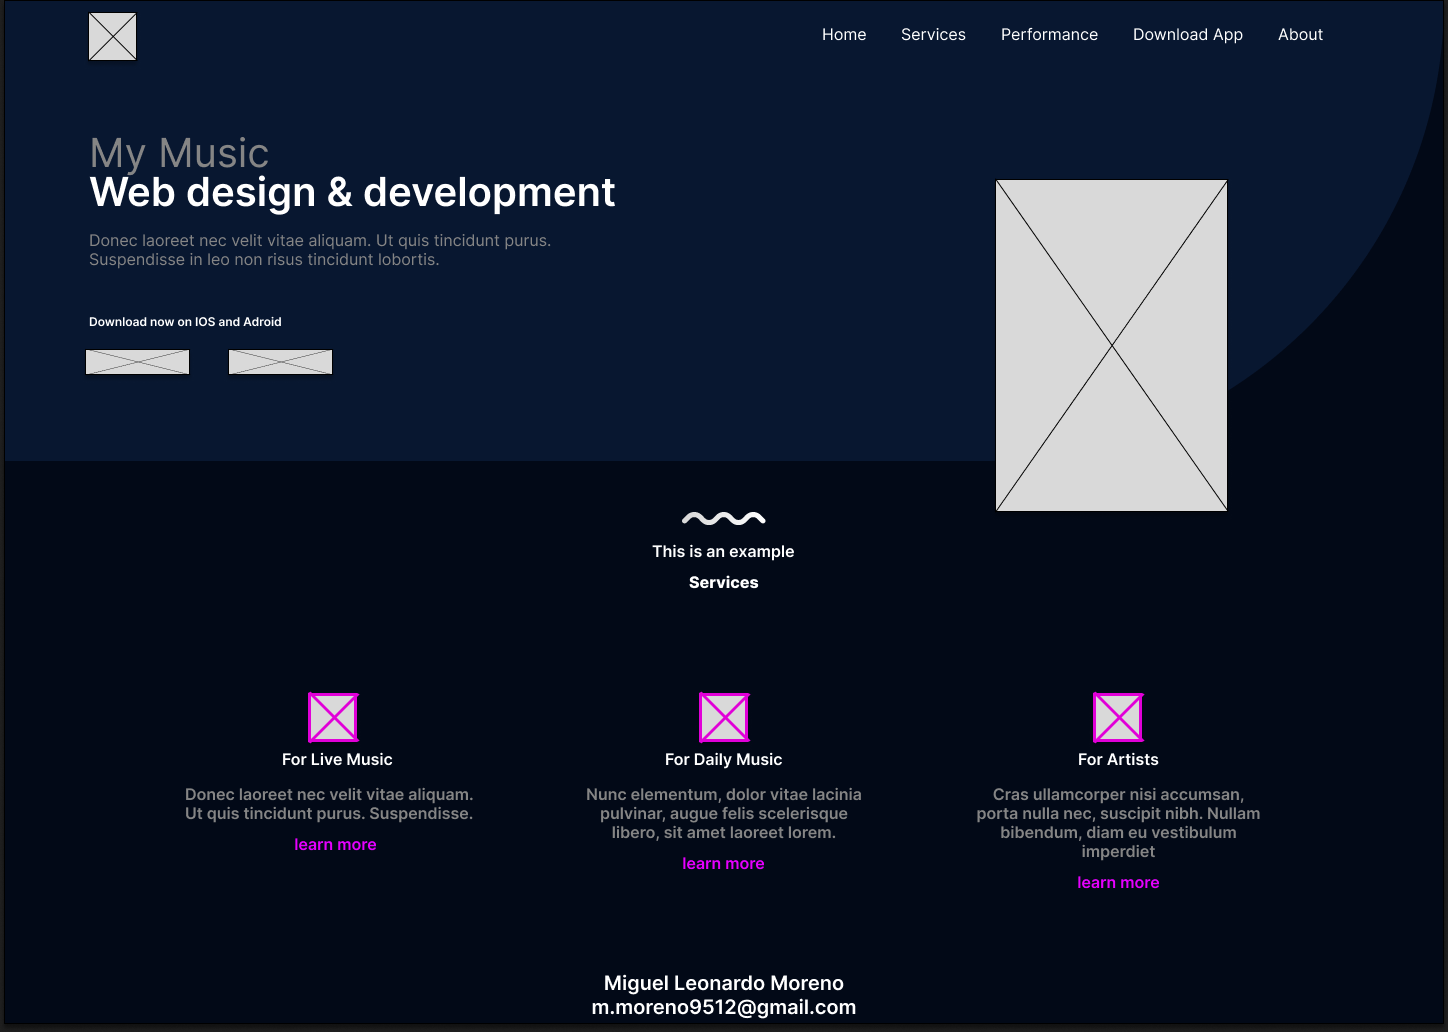 Home Services Performance Download App About
My Music
Web design & development
Donec laoreet nec velit vitae aliquam. Ut quis tincidunt purus.
Suspendisse in leo non risus tincidunt lobortis.
Download now on IOS and Adroid
This is an example
Services
For Live Music
Donec laoreet nec velit vitae aliquam.
Ut quis tincidunt purus. Suspendisse.
learn more
For Daily Music
Nunc elementum, dolor vitae lacinia
pulvinar, augue felis scelerisque
libero, sit amet laoreet lorem.
learn more
For Artists
Cras ullamcorper nisi accumsan,
porta nulla nec, suscipit nibh. Nullam
bibendum, diam eu vestibulum
imperdiet
learn more
Miguel Leonardo Moreno
m.moreno9512@gmail.com